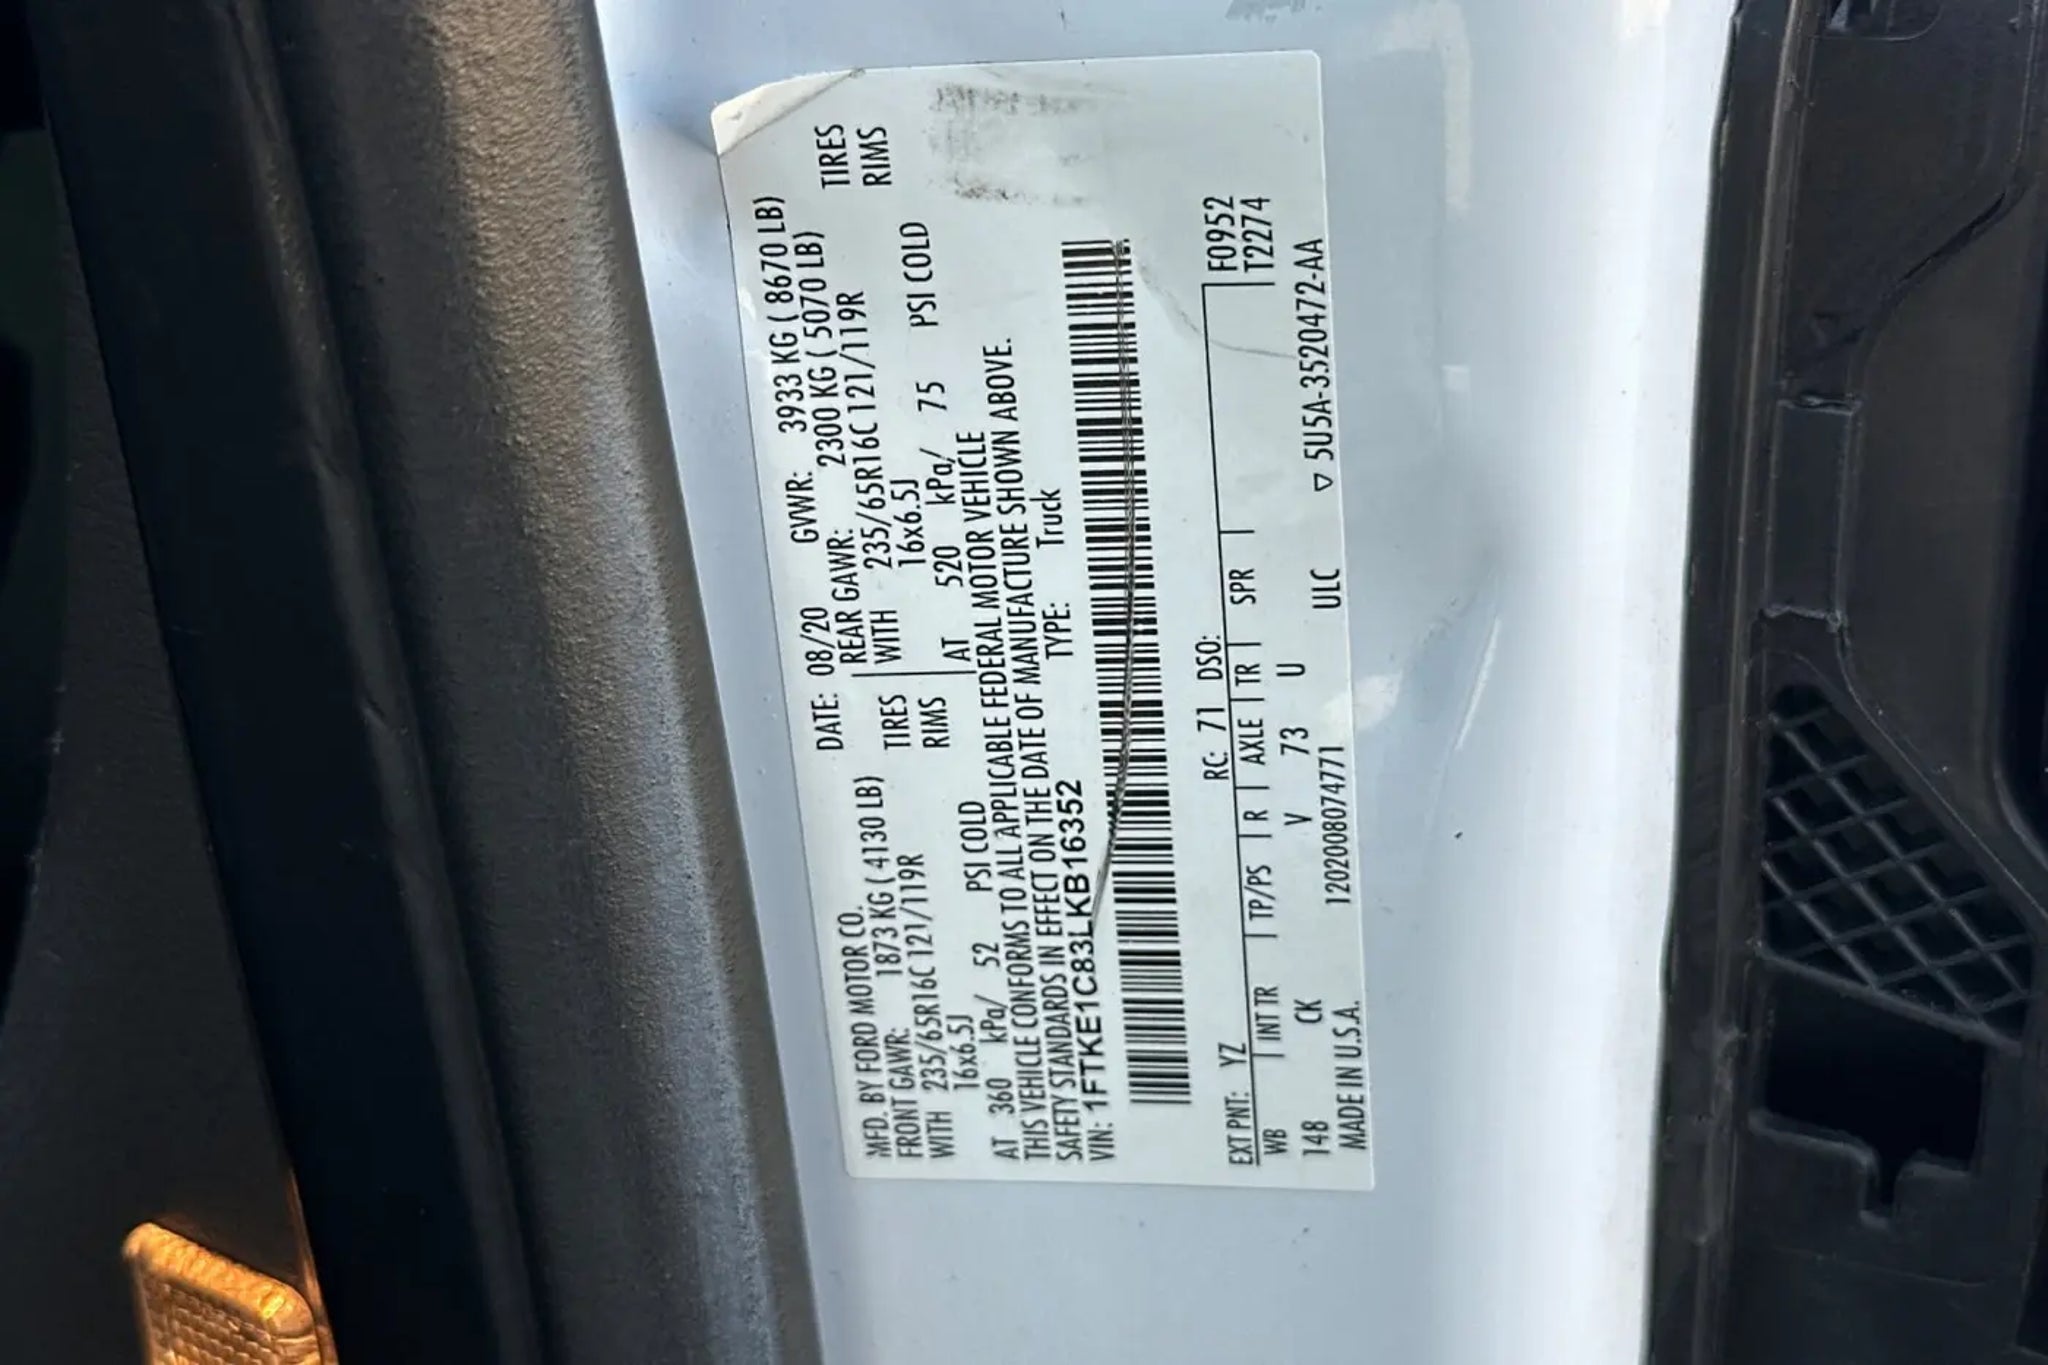 MFD. BY FORD MOTOR CO. DATE: 08/20 GVWR: 3933 KG ( 8670 LB)
FRONT GAWR: 1873 KG ( 4130 LB) REAR GAWR: 2300 KG ( 5070 LB)
WITH 235/65R16C 121/119R TIRES WITH 235/65R16C 121/119R TIRES
16x6.5J RIMS 16x6.5J RIMS
AT 360 kPa/ 52 PSI COLD AT 520 kPa/ 75 PSI COLD
THIS VEHICLE CONFORMS TO ALL APPLICABLE FEDERAL MOTOR VEHICLE
SAFETY STANDARDS IN EFFECT ON THE DATE OF MANUFACTURE SHOWN ABOVE.
VIN: 1FTKE1C83LKB16352 TYPE: Truck
EXT PNT: YZ RC: 71 DSO: F0952
WB INT TR TP/PS R AXLE TR SPR T2274
148 CK V 73 U
MADE IN U.S.A. 120200807477​1 ULC ▽ 5U5A-3520472-AA